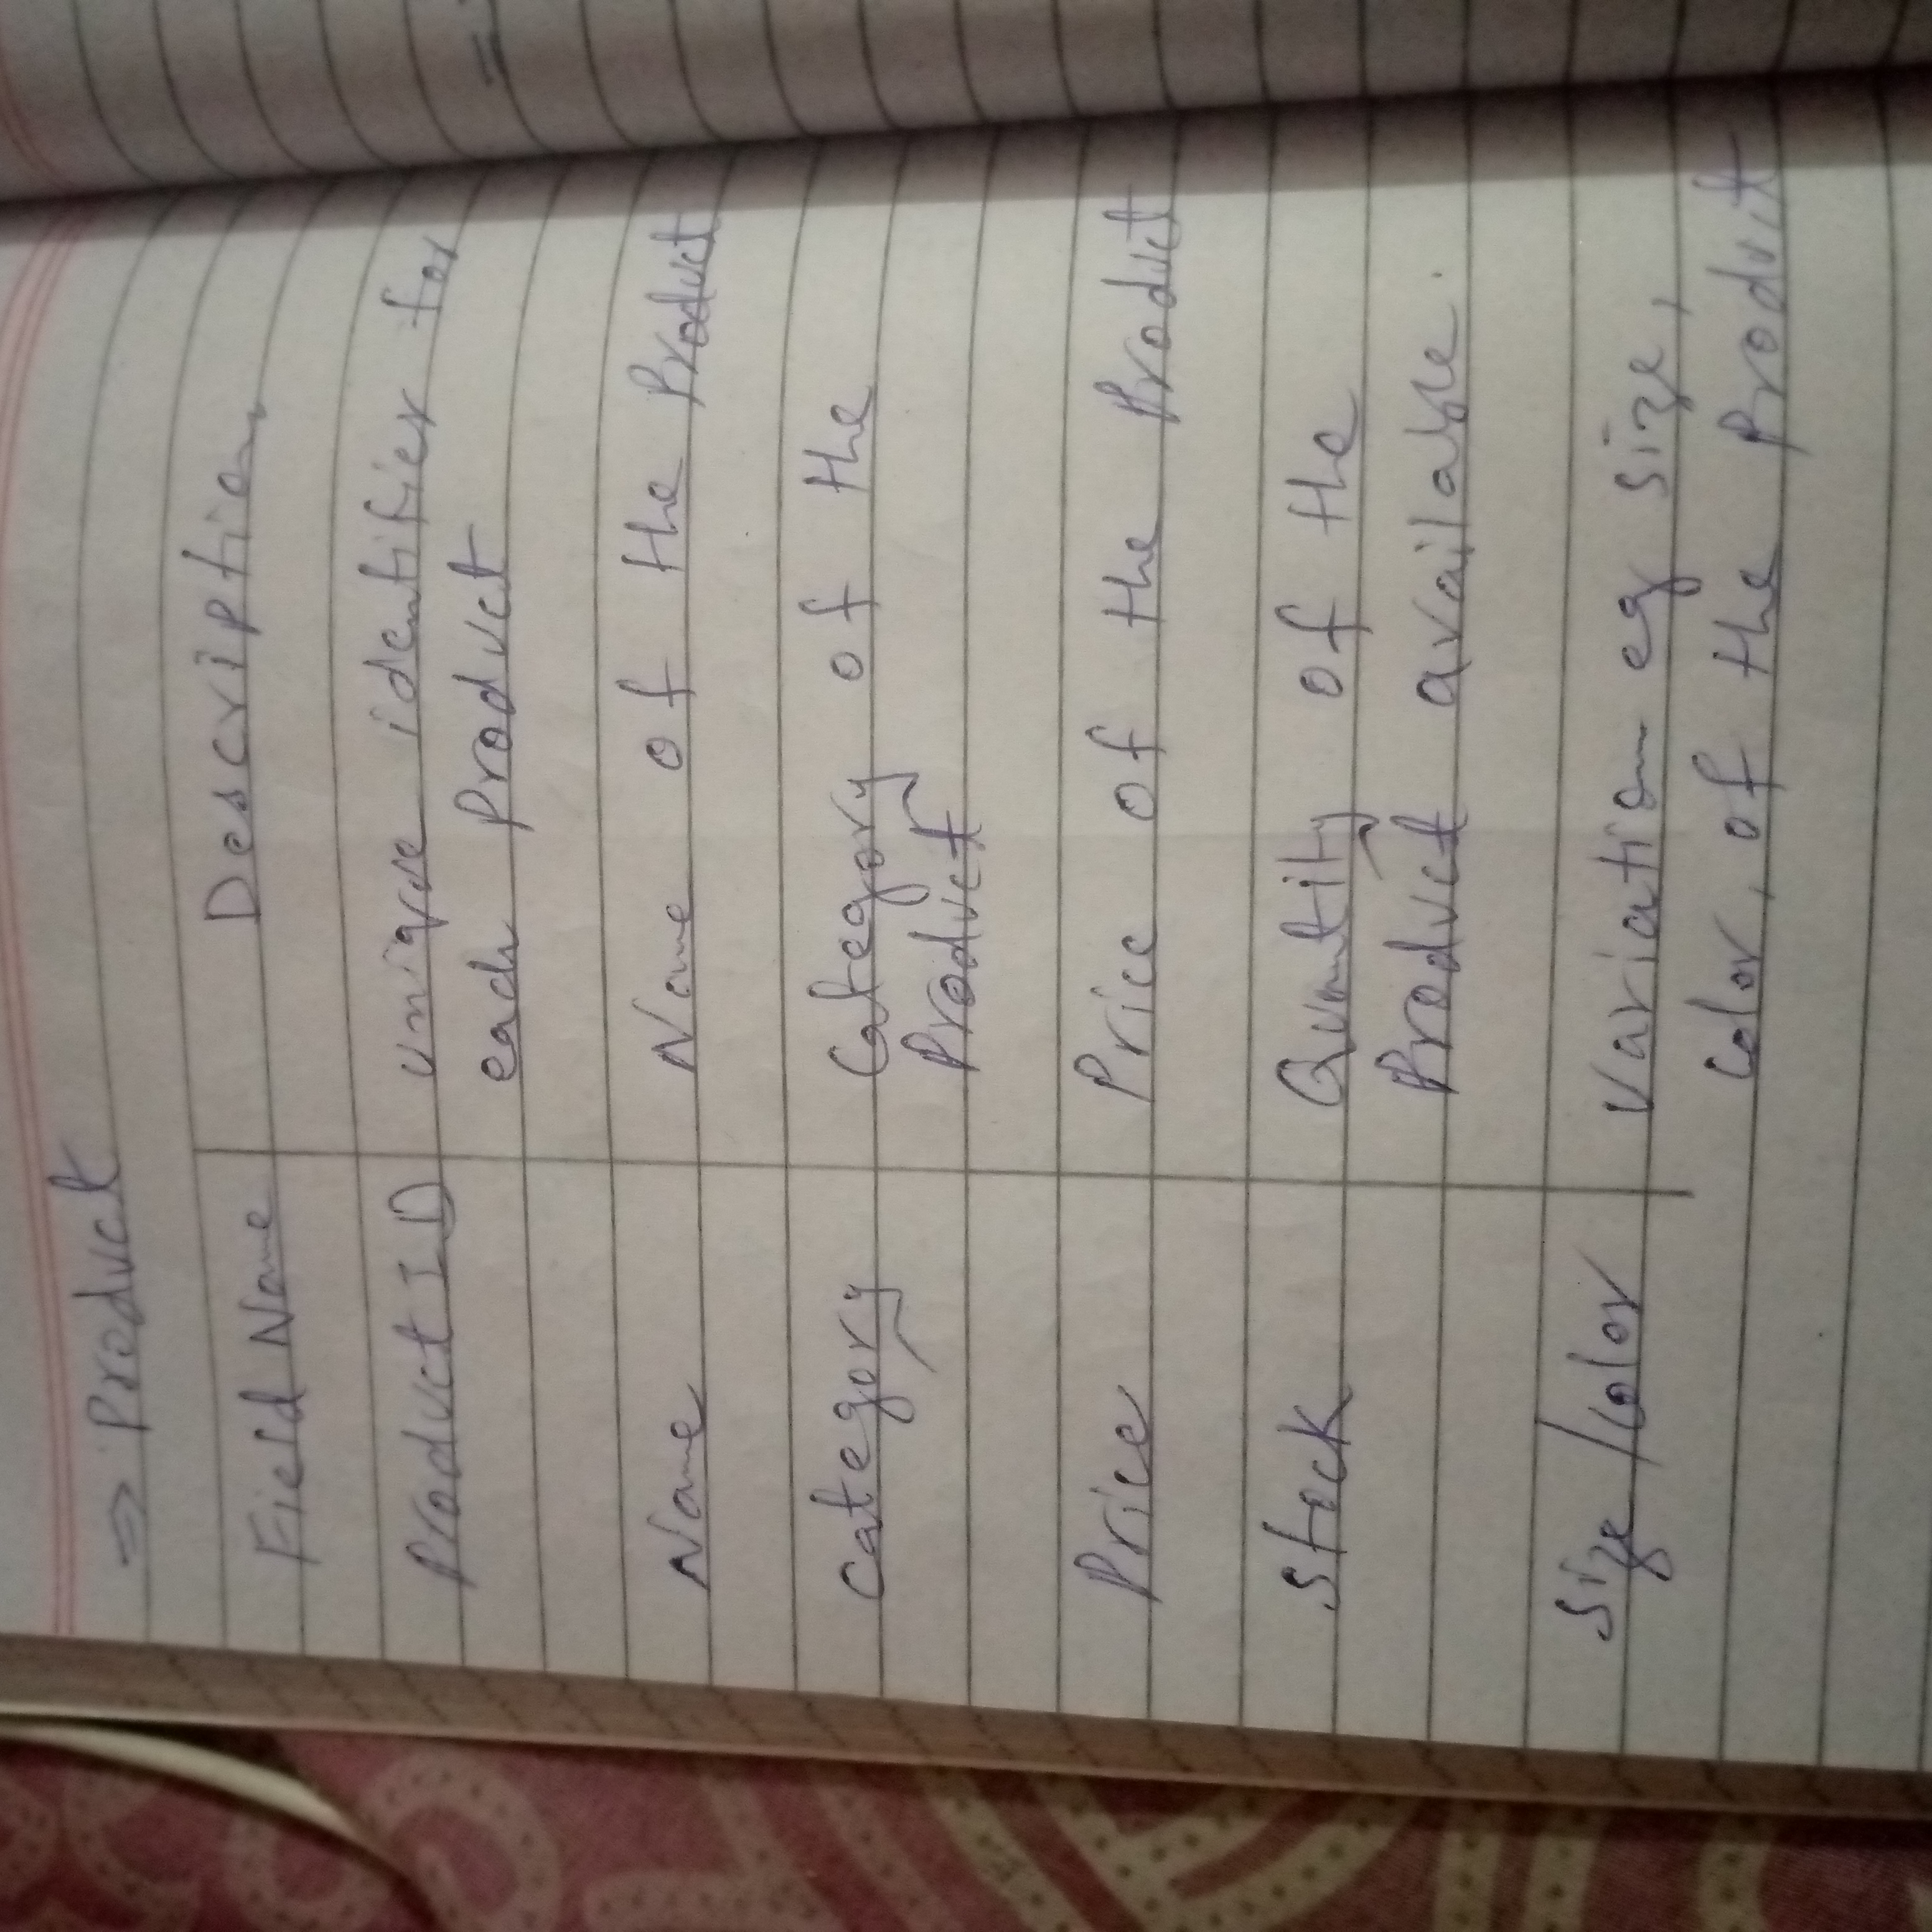 ⇒ Product
Field Name Description
Product ID unique identifier for
each product
Name Name of the Product
Category Category of the
Product
Price Price of the Product
Stock Quantity of the
Product available.
Size/Color Variation eg size,
Color, of the product